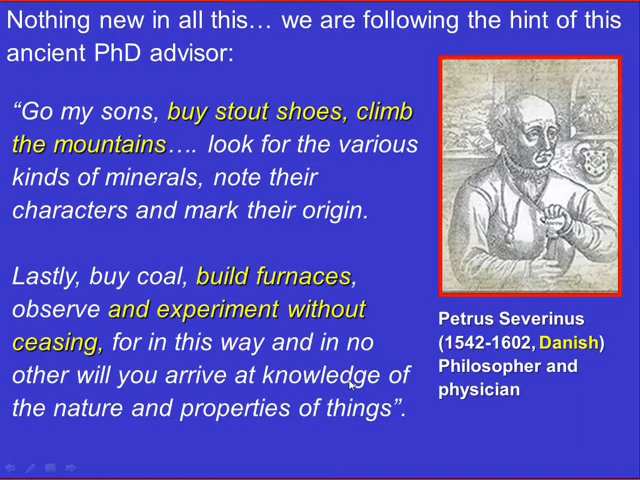 Nothing new in all this… we are following the hint of this
ancient PhD advisor:
“Go my sons, buy stout shoes, climb
the mountains…. look for the various
kinds of minerals, note their
characters and mark their origin.
Lastly, buy coal, build furnaces,
observe and experiment without
ceasing, for in this way and in no
other will you arrive at knowledge of
the nature and properties of things”.
Petrus Severinus
(1542-1602, Danish)
Philosopher and
physician